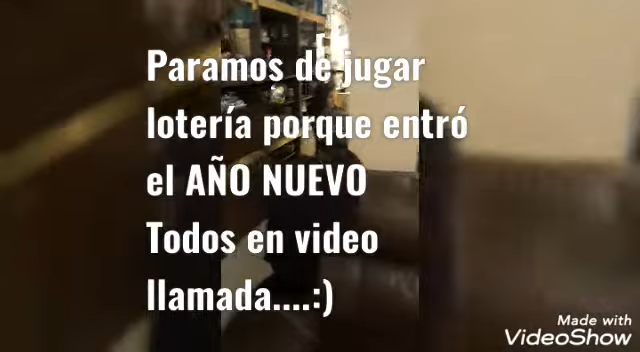 Paramos de jugar
lotería porque entró
el AÑO NUEVO
Todos en video
llamada....:)
Made with
VideoShow